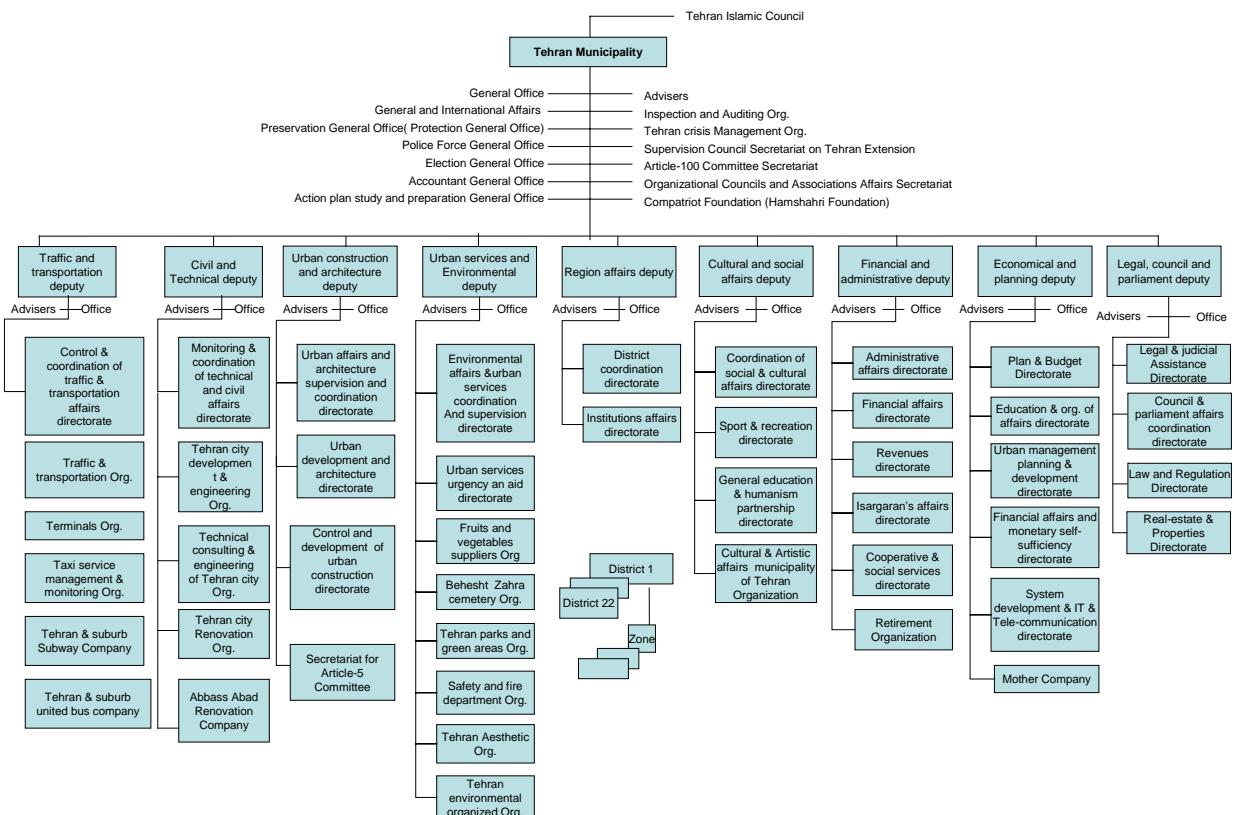 Tehran Islamic Council
Tehran Municipality
General Office
General and International Affairs
Preservation General Office( Protection General Office)
Police Force General Office
Election General Office
Accountant General Office
Action plan study and preparation General Office
Advisers
Inspection and Auditing Org.
Tehran crisis Management Org.
Supervision Council Secretariat on Tehran Extension
Article-100 Committee Secretariat
Organizational Councils and Associations Affairs Secretariat
Compatriot Foundation (Hamshahri Foundation)
Traffic and
transportation
deputy
Advisers
Office
Control &
coordination of
traffic &
transportation
affairs
directorate
Traffic &
transportation Org.
Terminals Org.
Taxi service
management &
monitoring Org.
Tehran & suburb
Subway Company
Tehran & suburb
united bus company
Civil and
Technical deputy
Advisers
Office
Monitoring &
coordination
of technical
and civil
affairs
directorate
Tehran city
developmen
t &
engineering
Org.
Technical
consulting &
engineering
of Tehran city
Org.
Tehran city
Renovation
Org.
Abbass Abad
Renovation
Company
Urban construction
and architecture
deputy
Advisers
Office
Urban affairs and
architecture
supervision and
coordination
directorate
Urban
development and
architecture
directorate
Control and
development of
urban
construction
directorate
Secretariat for
Article-5
Committee
Urban services and
Environmental
deputy
Advisers
Office
Environmental
affairs &urban
services
coordination
And supervision
directorate
Urban services
urgency an aid
directorate
Fruits and
vegetables
suppliers Org
Behesht Zahra
cemetery Org.
Tehran parks and
green areas Org.
Safety and fire
department Org.
Tehran Aesthetic
Org.
Tehran
environmental
organized Org.
Region affairs deputy
Advisers
Office
District
coordination
directorate
Institutions affairs
directorate
District 1
District 22
Zone
Cultural and social
affairs deputy
Advisers
Office
Coordination of
social & cultural
affairs directorate
Sport & recreation
directorate
General education
& humanism
partnership
directorate
Cultural & Artistic
affairs municipality
of Tehran
Organization
Financial and
administrative deputy
Advisers
Office
Administrative
affairs directorate
Financial affairs
directorate
Revenues
directorate
Isargaran's affairs
directorate
Cooperative &
social services
directorate
Retirement
Organization
Economical and
planning deputy
Advisers
Office
Plan & Budget
Directorate
Education & org. of
affairs directorate
Urban management
planning &
development
directorate
Financial affairs and
monetary self-
sufficiency
directorate
System
development & IT &
Tele-communication
directorate
Mother Company
Legal, council and
parliament deputy
Advisers
Office
Legal & judicial
Assistance
Directorate
Council &
parliament affairs
coordination
directorate
Law and Regulation
Directorate
Real-estate &
Properties
Directorate